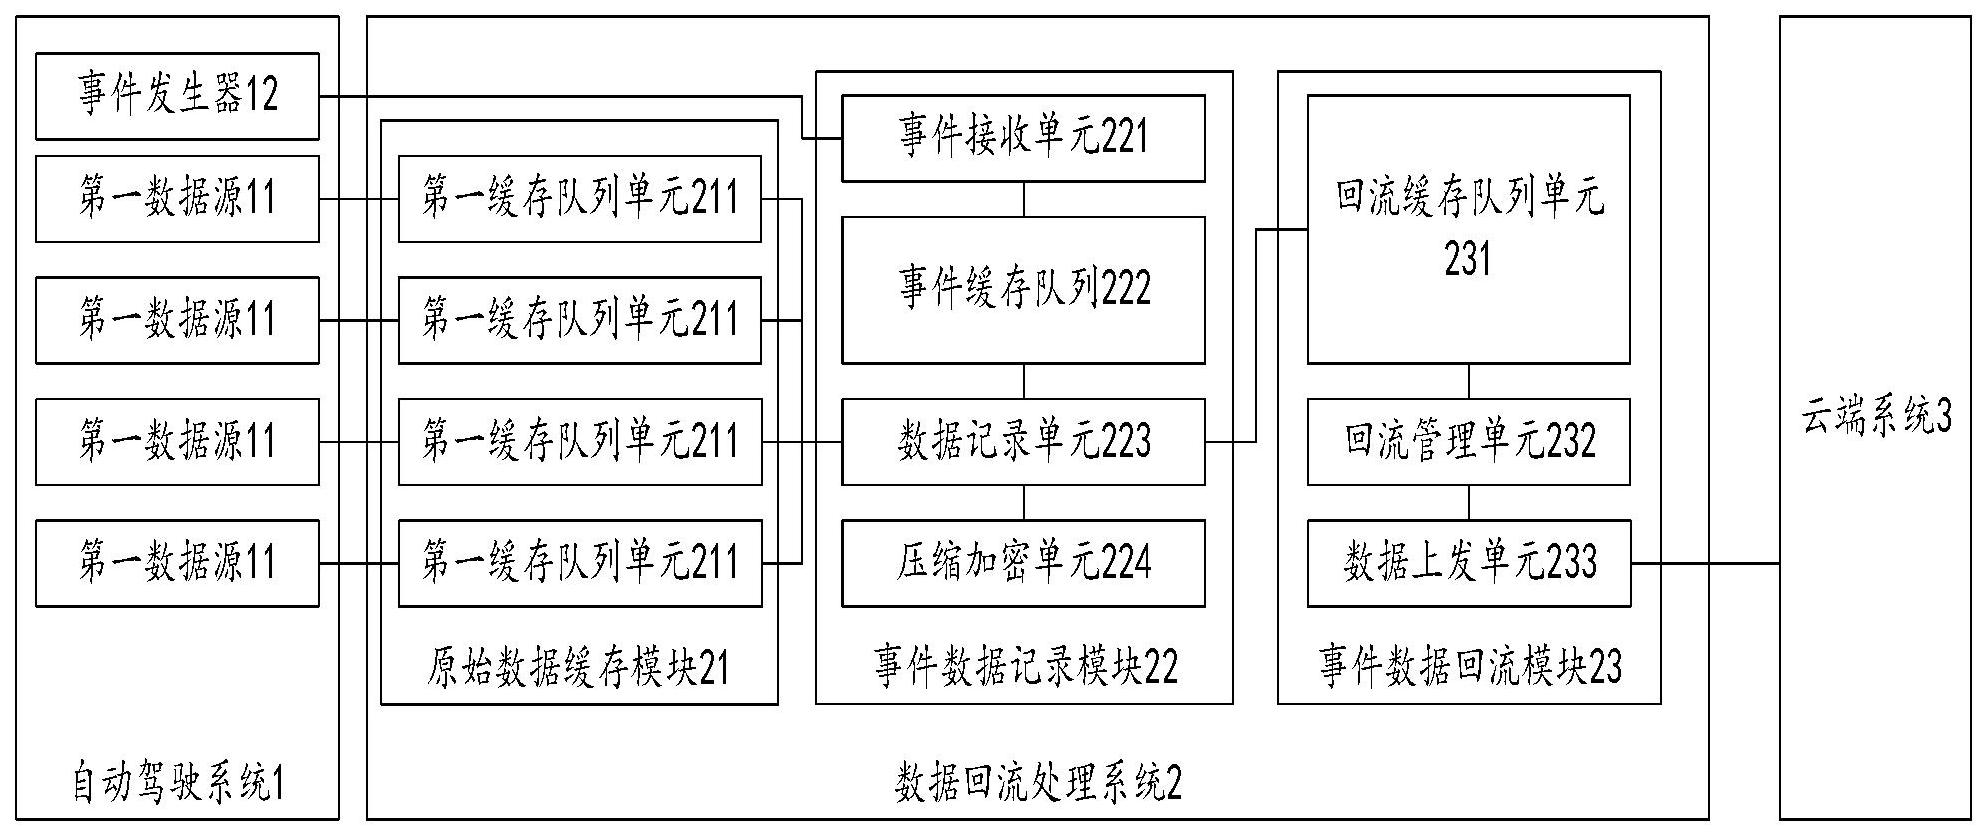 事件发生器12
第一数据源11
第一数据源11
第一数据源11
第一数据源11
自动驾驶系统1
第一缓存队列单元211
第一缓存队列单元211
第一缓存队列单元211
第一缓存队列单元211
原始数据缓存模块21
事件接收单元221
事件缓存队列222
数据记录单元223
压缩加密单元224
事件数据记录模块22
回流缓存队列单元
231
回流管理单元232
数据上发单元233
事件数据回流模块23
数据回流处理系统2
云端系统3